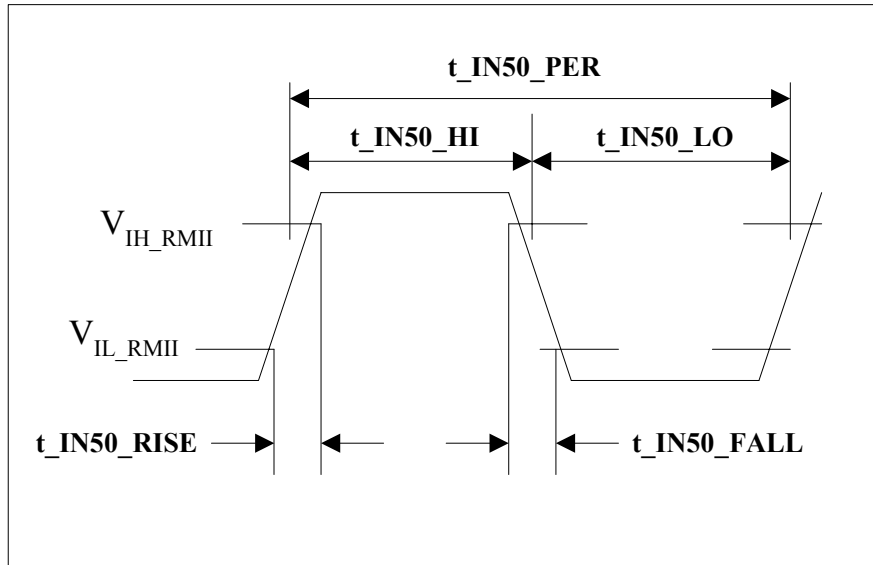 t_IN50_PER
t_IN50_HI
t_IN50_LO
V_IH_RMII
V_IL_RMII
t_IN50_RISE
t_IN50_FALL